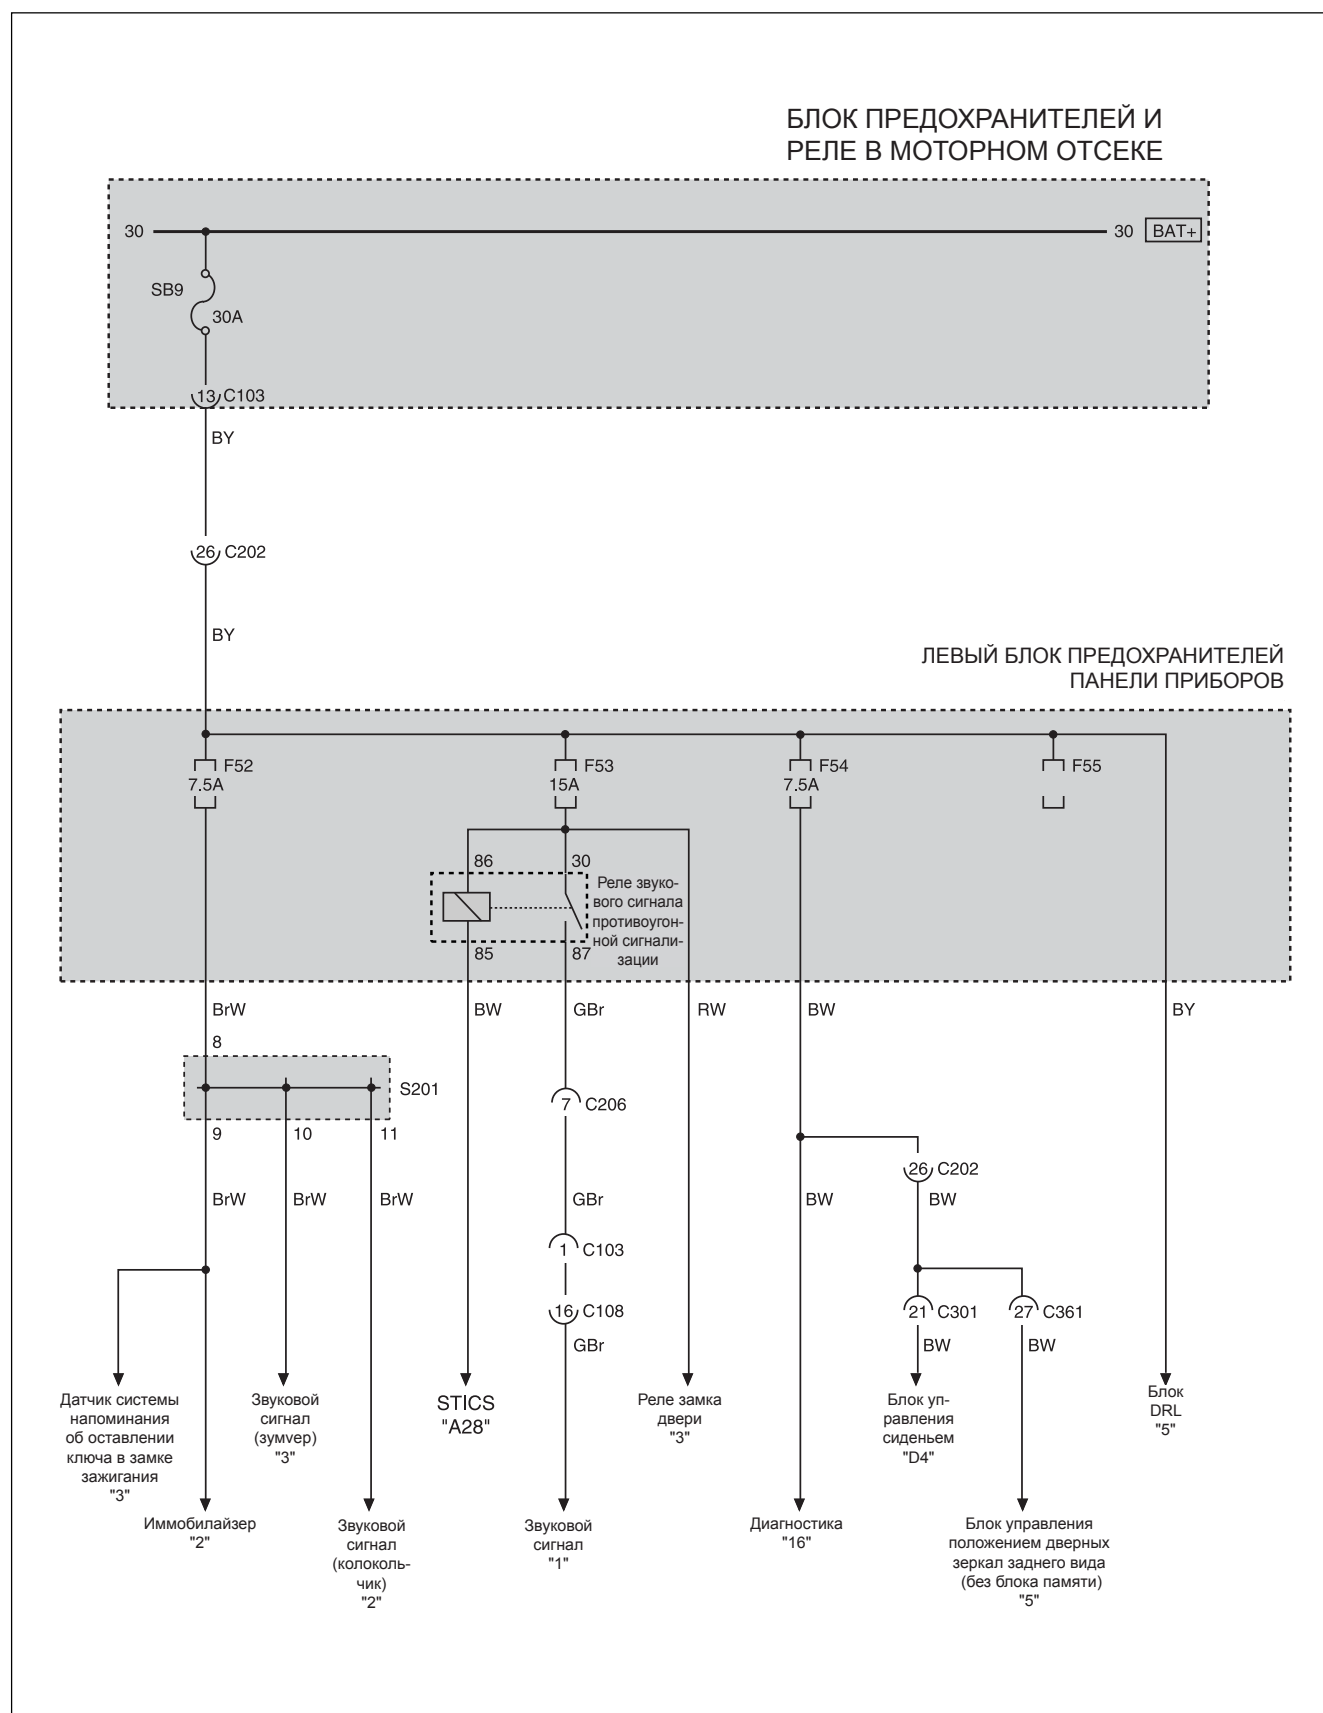 БЛОК ПРЕДОХРАНИТЕЛЕЙ И
РЕЛЕ В МОТОРНОМ ОТСЕКЕ
30
30
BAT+
SB9
30A
13
C103
BY
26
C202
BY
ЛЕВЫЙ БЛОК ПРЕДОХРАНИТЕЛЕЙ
ПАНЕЛИ ПРИБОРОВ
F52
7.5A
F53
15A
F54
7.5A
F55
86
30
Реле звуко-
вого сигнала
противоугон-
ной сигнали-
зации
85
87
BrW
BW
GBr
RW
BW
BY
8
S201
9
10
11
7
C206
26
C202
BrW
BrW
BrW
GBr
BW
BW
1
C103
16
C108
21
C301
27
C361
GBr
BW
BW
Датчик системы
напоминания
об оставлении
ключа в замке
зажигания
"3"
Звуковой
сигнал
(зумvер)
"3"
STICS
"A28"
Реле замка
двери
"3"
Блок уп-
равления
сиденьем
"D4"
Блок
DRL
"5"
Иммобилайзер
"2"
Звуковой
сигнал
(колоколь-
чик)
"2"
Звуковой
сигнал
"1"
Диагностика
"16"
Блок управления
положением дверных
зеркал заднего вида
(без блока памяти)
"5"